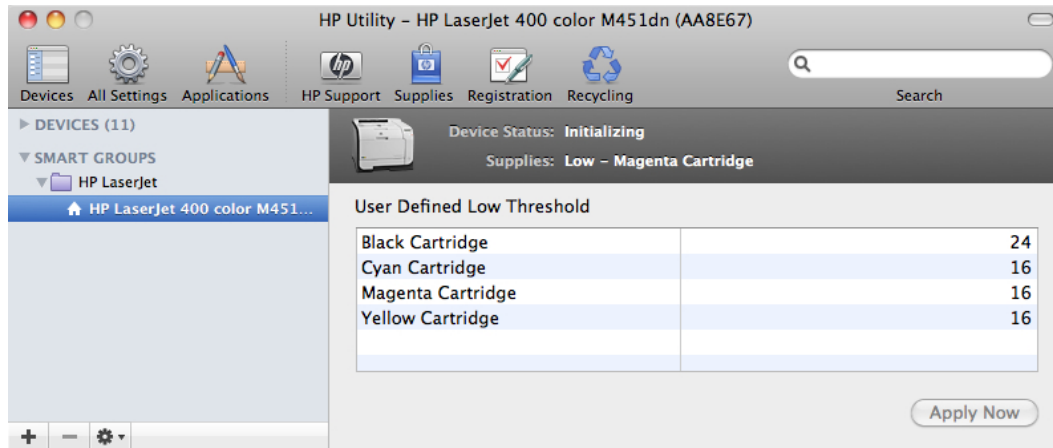 HP Utility – HP LaserJet 400 color M451dn (AA8E67)
Devices All Settings Applications HP Support Supplies Registration Recycling Search
DEVICES (11)
SMART GROUPS
HP LaserJet
HP LaserJet 400 color M451...
Device Status: Initializing
Supplies: Low – Magenta Cartridge
User Defined Low Threshold
Black Cartridge 24
Cyan Cartridge 16
Magenta Cartridge 16
Yellow Cartridge 16
Apply Now